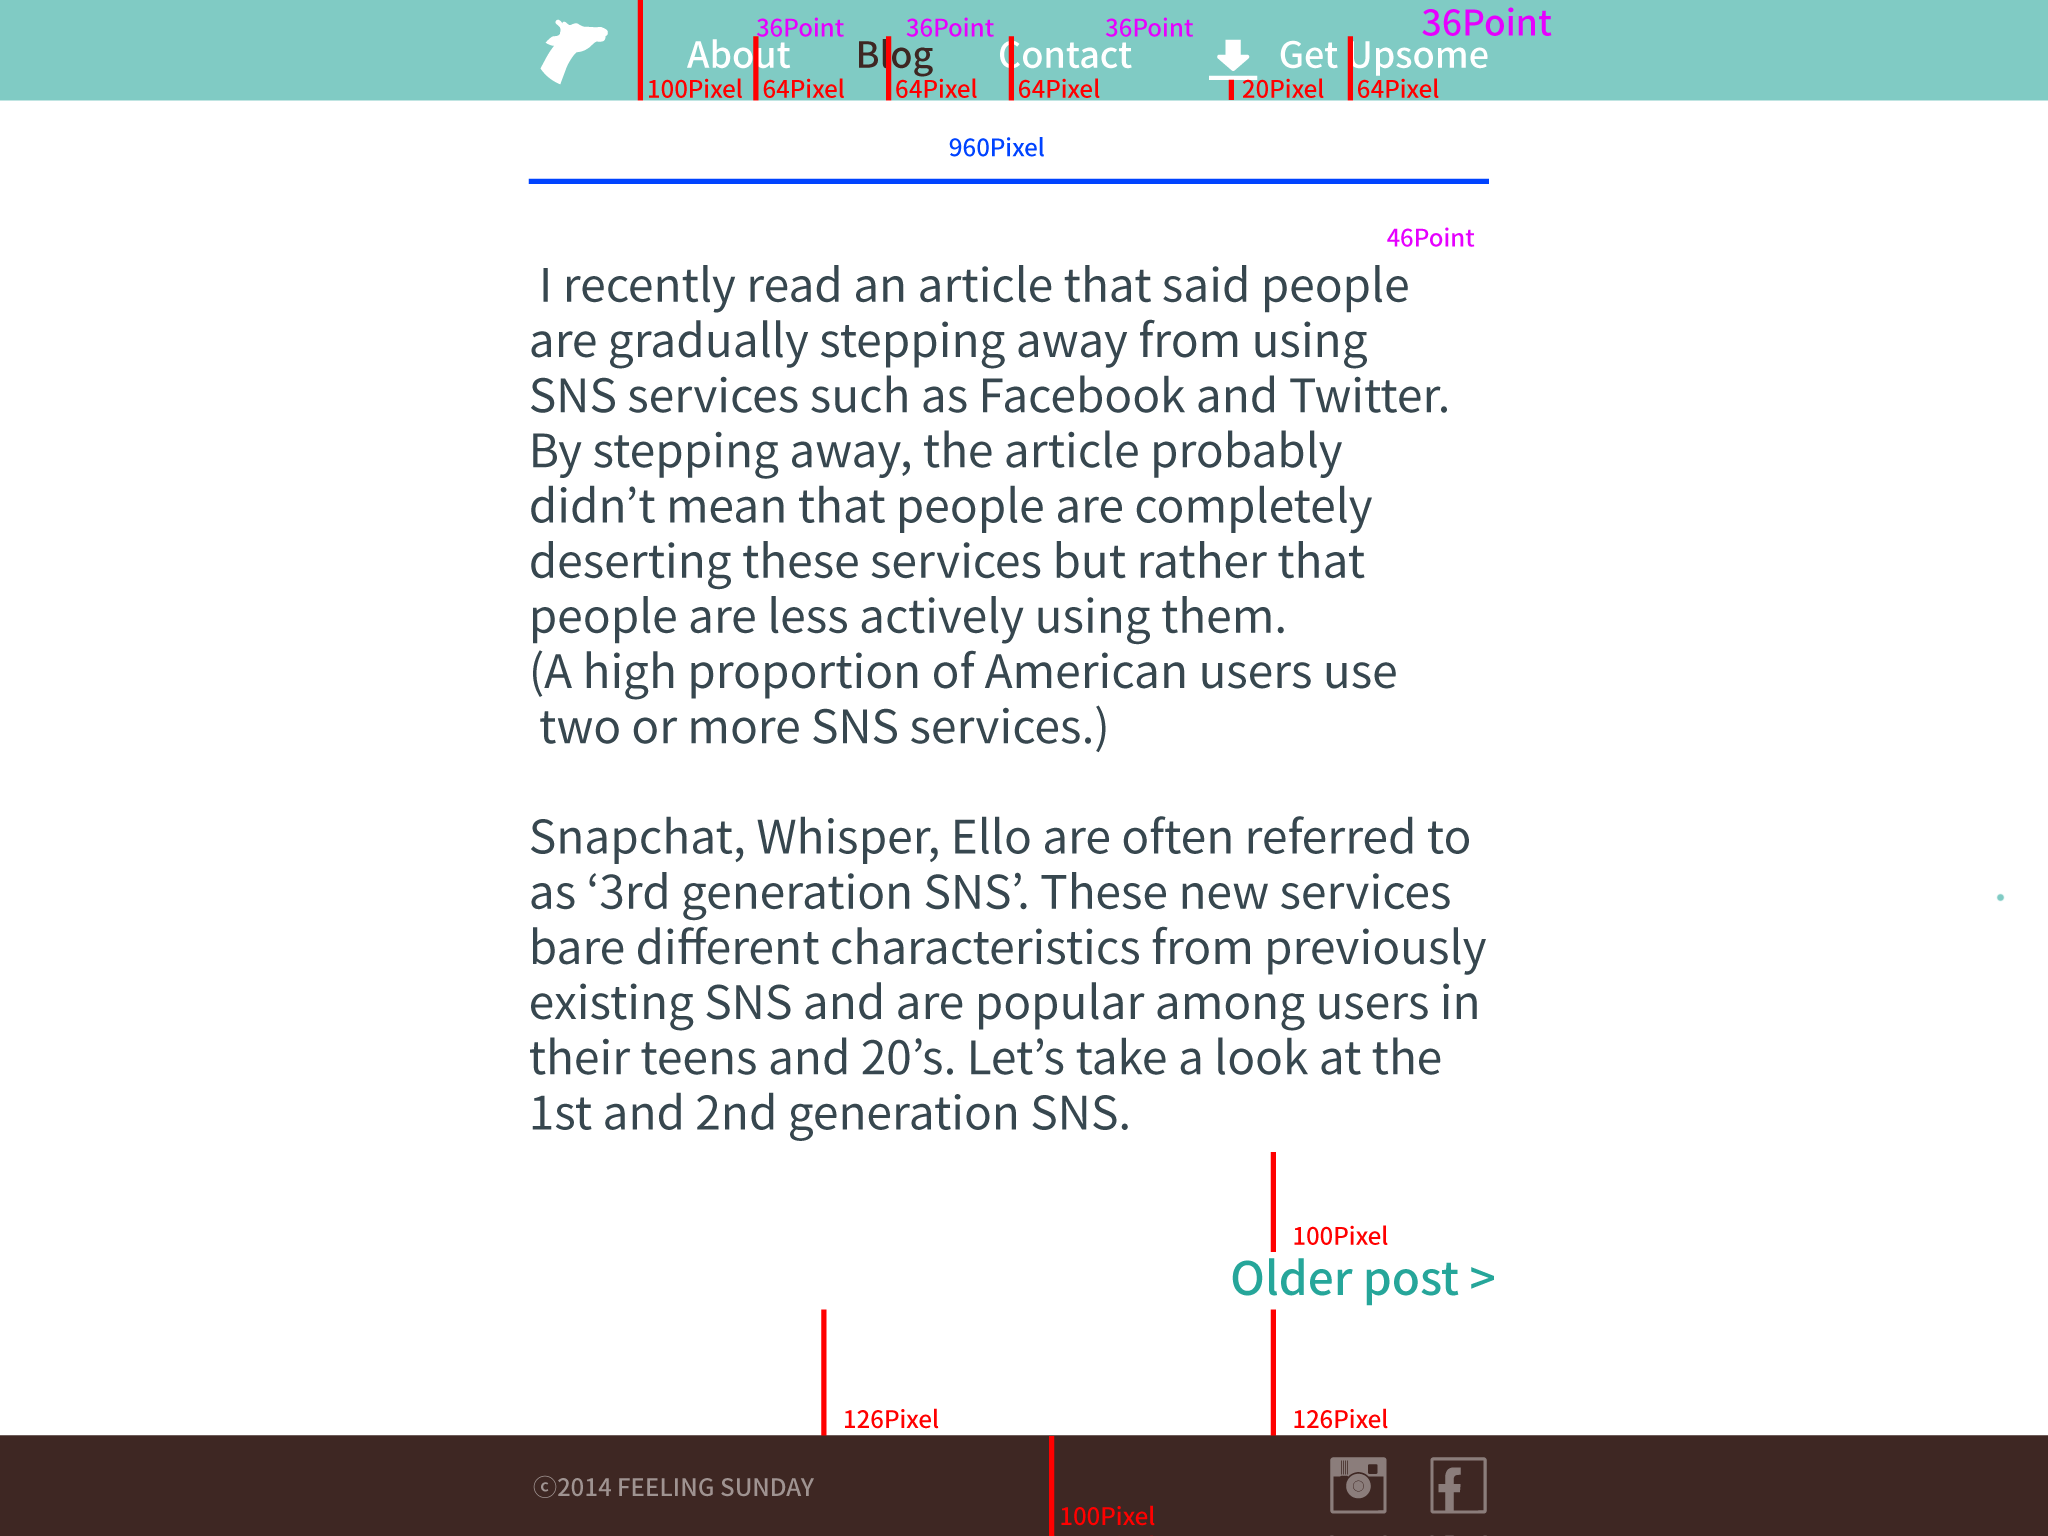 36Point 36Point 36Point 36Point
About Blog Contact Get Upsome
100Pixel 64Pixel 64Pixel 64Pixel 20Pixel 64Pixel
960Pixel
46Point
I recently read an article that said people
are gradually stepping away from using
SNS services such as Facebook and Twitter.
By stepping away, the article probably
didn’t mean that people are completely
deserting these services but rather that
people are less actively using them.
(A high proportion of American users use
two or more SNS services.)
Snapchat, Whisper, Ello are often referred to
as ‘3rd generation SNS’. These new services
bare different characteristics from previously
existing SNS and are popular among users in
their teens and 20’s. Let’s take a look at the
1st and 2nd generation SNS.
100Pixel
Older post >
126Pixel 126Pixel
ⓒ2014 FEELING SUNDAY
100Pixel